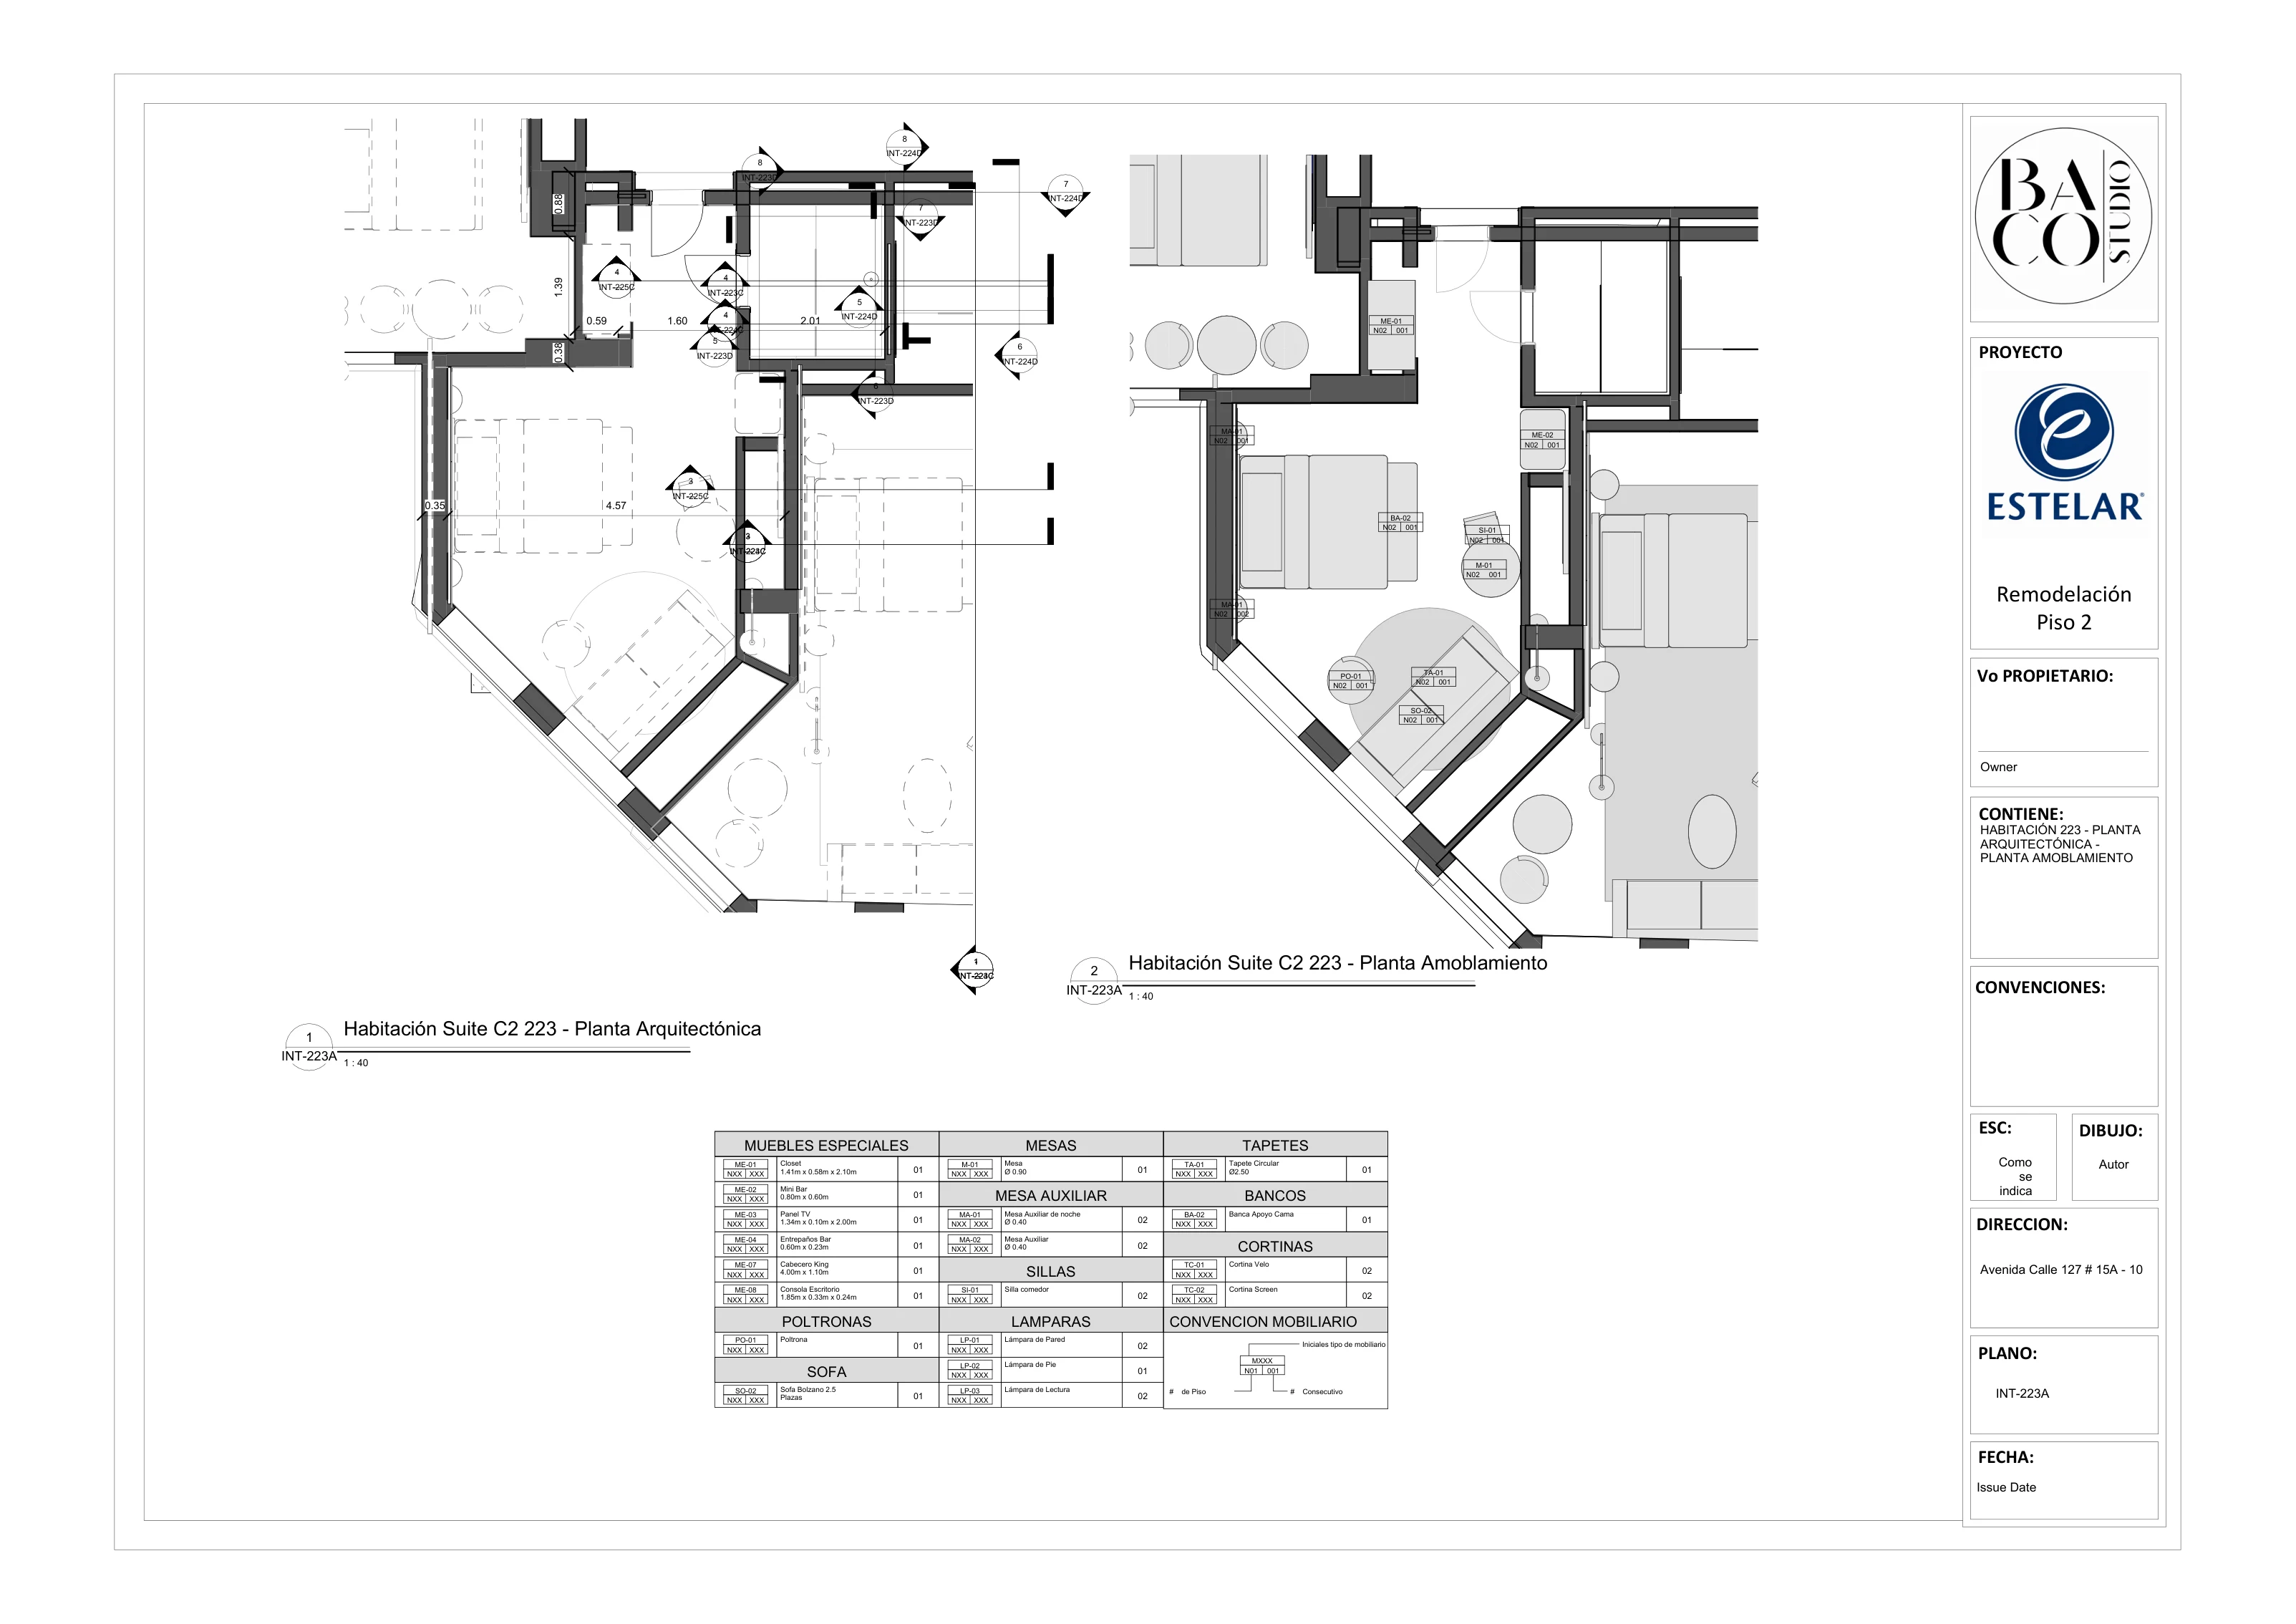 8
INT-224D
8
INT-223D
7
INT-224D
7
INT-223D
0.88
4
INT-225C
4
INT-223C
1.39
5
INT-224D
0.59
1.60
2.01
4
5
INT-223D
6
INT-224D
0.38
6
INT-223D
3
INT-225C
0.35
4.57
3
1
1
INT-223A
Habitación Suite C2 223 - Planta Arquitectónica
1 : 40
ME-01
N02 001
MA-01
N02 001
ME-02
N02 001
BA-02
N02 001
SI-01
N02 001
M-01
N02 001
MA-01
N02 002
PO-01
N02 001
TA-01
N02 001
SO-02
N02 001
2
INT-223A
Habitación Suite C2 223 - Planta Amoblamiento
1 : 40
MUEBLES ESPECIALES
ME-01
NXX XXX
Closet
1.41m x 0.58m x 2.10m
01
ME-02
NXX XXX
Mini Bar
0.80m x 0.60m
01
ME-03
NXX XXX
Panel TV
1.34m x 0.10m x 2.00m
01
ME-04
NXX XXX
Entrepaños Bar
0.60m x 0.23m
01
ME-07
NXX XXX
Cabecero King
4.00m x 1.10m
01
ME-08
NXX XXX
Consola Escritorio
1.85m x 0.33m x 0.24m
01
POLTRONAS
PO-01
NXX XXX
Poltrona
01
SOFA
SO-02
NXX XXX
Sofa Bolzano 2.5
Plazas
01
MESAS
M-01
NXX XXX
Mesa
Ø 0.90
01
MESA AUXILIAR
MA-01
NXX XXX
Mesa Auxiliar de noche
Ø 0.40
02
MA-02
NXX XXX
Mesa Auxiliar
Ø 0.40
02
SILLAS
SI-01
NXX XXX
Silla comedor
02
LAMPARAS
LP-01
NXX XXX
Lámpara de Pared
02
LP-02
NXX XXX
Lámpara de Pie
01
LP-03
NXX XXX
Lámpara de Lectura
02
TAPETES
TA-01
NXX XXX
Tapete Circular
Ø2.50
01
BANCOS
BA-02
NXX XXX
Banca Apoyo Cama
01
CORTINAS
TC-01
NXX XXX
Cortina Velo
02
TC-02
NXX XXX
Cortina Screen
02
CONVENCION MOBILIARIO
Iniciales tipo de mobiliario
MXXX
N01 001
# de Piso
# Consecutivo
BACO
STUDIO
PROYECTO
ESTELAR
Remodelación
Piso 2
Vo PROPIETARIO:
Owner
CONTIENE:
HABITACIÓN 223 - PLANTA
ARQUITECTÓNICA -
PLANTA AMOBLAMIENTO
CONVENCIONES:
ESC:
Como
se
indica
DIBUJO:
Autor
DIRECCION:
Avenida Calle 127 # 15A - 10
PLANO:
INT-223A
FECHA:
Issue Date